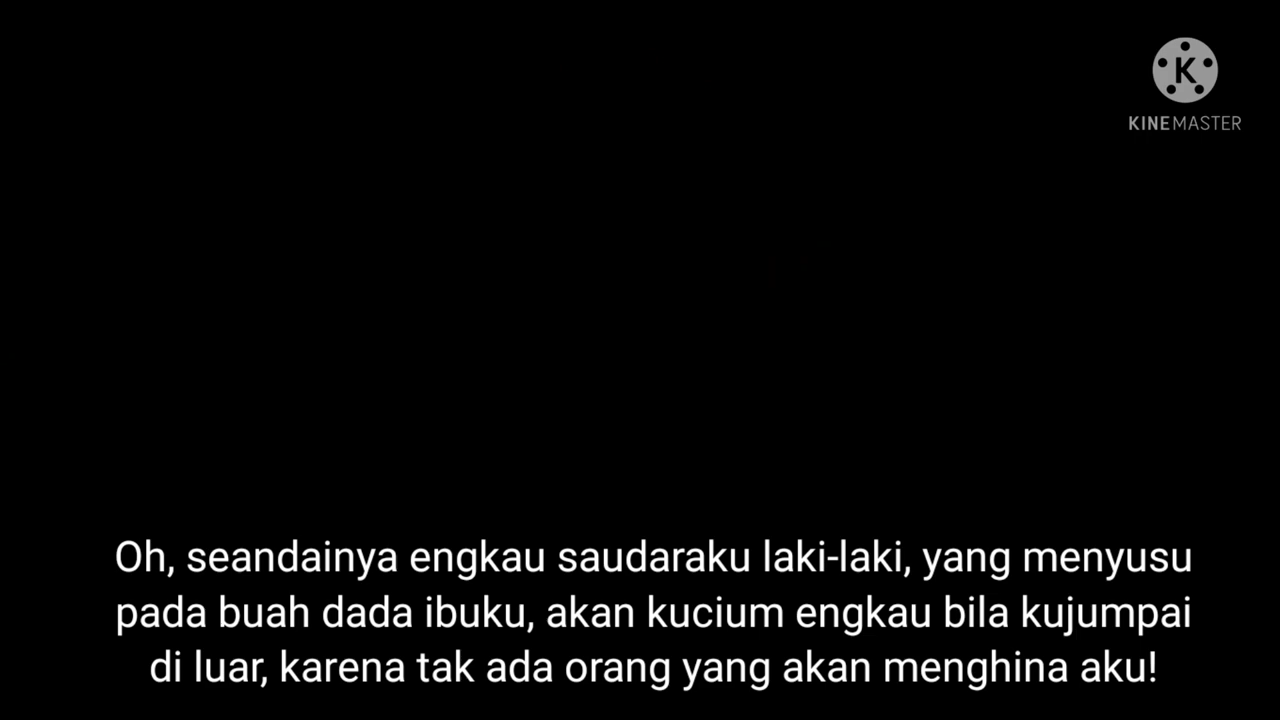 K
KINEMASTER
Oh, seandainya engkau saudaraku laki-laki, yang menyusu
pada buah dada ibuku, akan kucium engkau bila kujumpai
di luar, karena tak ada orang yang akan menghina aku!